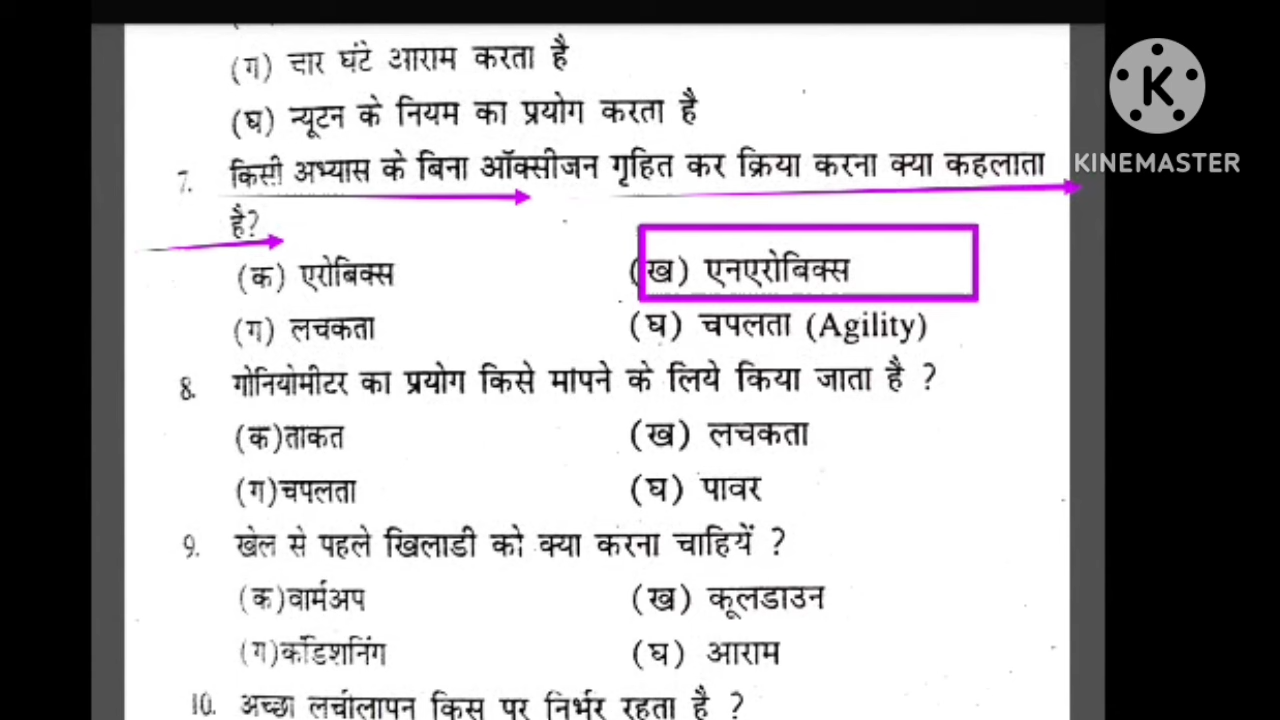 (ग) चार घंटे आराम करता है
(घ) न्यूटन के नियम का प्रयोग करता है
7. किसी अभ्यास के बिना ऑक्सीजन गृहित कर क्रिया करना क्या कहलाता
है?
(क) एरोबिक्स (ख) एनएरोबिक्स
(ग) लचकता (घ) चपलता (Agility)
8. गोनियोमीटर का प्रयोग किसे मापने के लिये किया जाता है ?
(क)ताकत (ख) लचकता
(ग)चपलता (घ) पावर
9. खेल से पहले खिलाडी को क्या करना चाहियें ?
(क)वार्मअप (ख) कूलडाउन
(ग)कंडिशनिंग (घ) आराम
10. अच्छा लचीलापन किस पर निर्भर रहता है ?
K
KINEMASTER